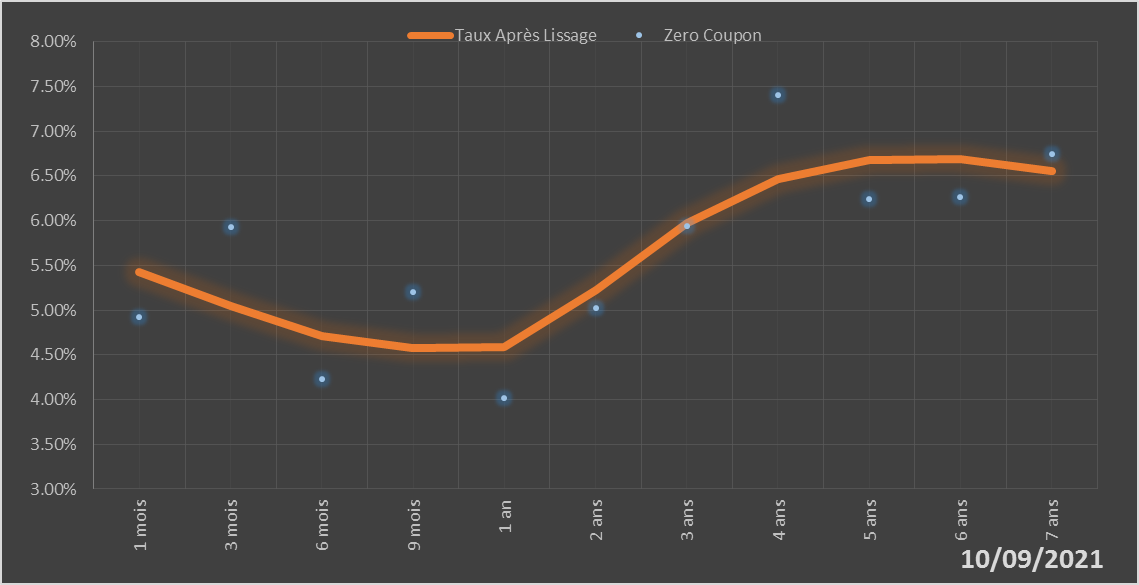 Taux Après Lissage
Zero Coupon
8.00%
7.50%
7.00%
6.50%
6.00%
5.50%
5.00%
4.50%
4.00%
3.50%
3.00%
1 mois
3 mois
6 mois
9 mois
1 an
2 ans
3 ans
4 ans
5 ans
6 ans
7 ans
10/09/2021